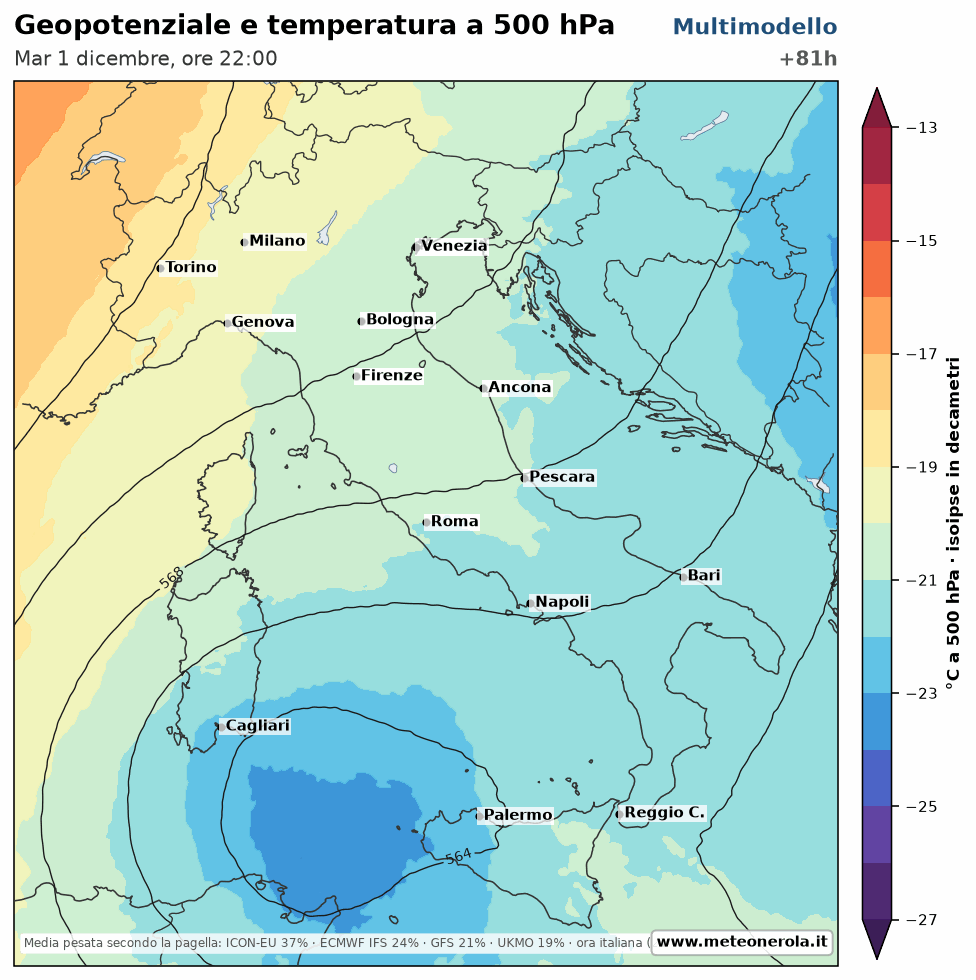 Geopotenziale e temperatura a 500 hPa
Multimodello
Mar 1 dicembre, ore 22:00
+81h
−13
−15
−17
−19
−21
−23
−25
−27
°C a 500 hPa · isoipse in decametri
Milano
Venezia
Torino
Genova
Bologna
Firenze
Ancona
Pescara
Roma
568
Bari
Napoli
Cagliari
Palermo
Reggio C.
564
Media pesata secondo la pagella: ICON-EU 37% · ECMWF IFS 24% · GFS 21% · UKMO 19% · ora italiana (
www.meteonerola.it